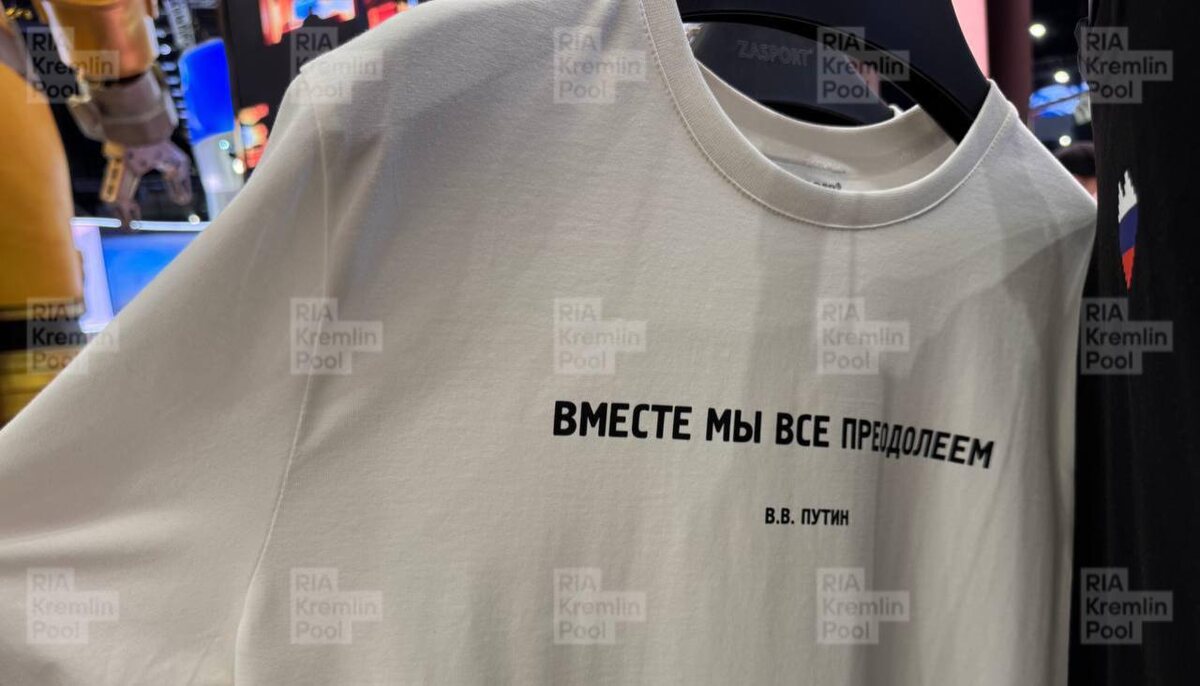 RIA
Kremlin
Pool
ZASPORT
ВМЕСТЕ МЫ ВСЕ ПРЕОДОЛЕЕМ
В.В. ПУТИН